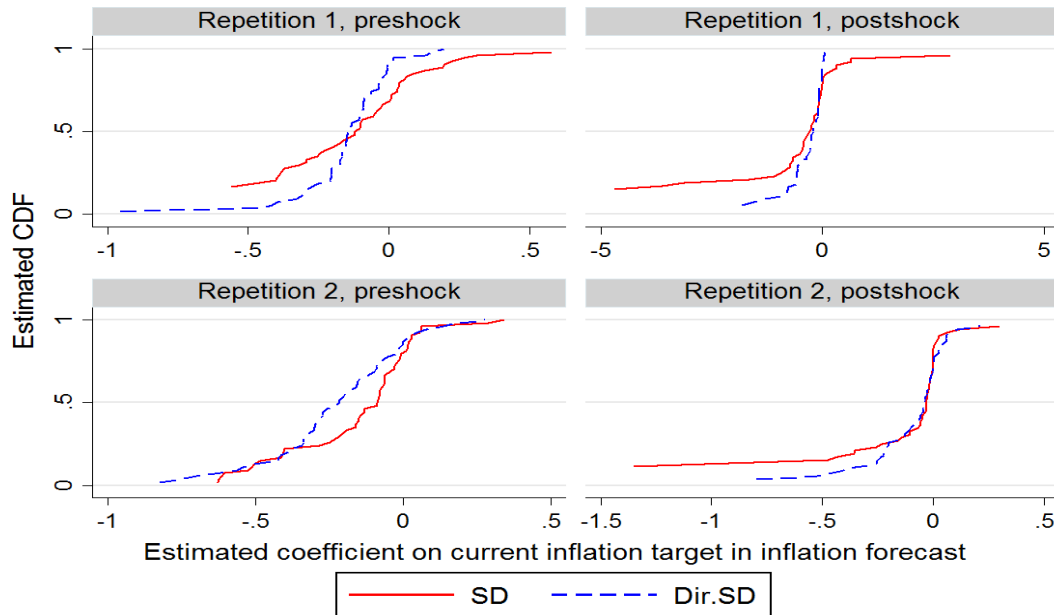 Repetition 1, preshock
Repetition 1, postshock
1
.5
0
-1 -.5 0 .5
-5 0 5
Repetition 2, preshock
Repetition 2, postshock
1
.5
0
-1 -.5 0 .5
-1.5 -1 -.5 0 .5
Estimated CDF
Estimated coefficient on current inflation target in inflation forecast
SD Dir.SD